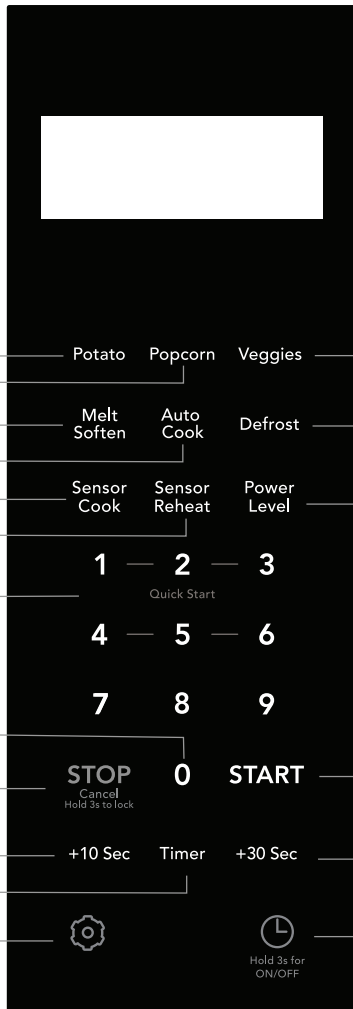 Potato Popcorn Veggies
Melt Soften
Auto Cook
Defrost
Sensor Cook
Sensor Reheat
Power Level
1 — 2 — 3
Quick Start
4 — 5 — 6
7 8 9
STOP 0 START
Cancel
Hold 3s to lock
+10 Sec Timer +30 Sec
Hold 3s for
ON/OFF